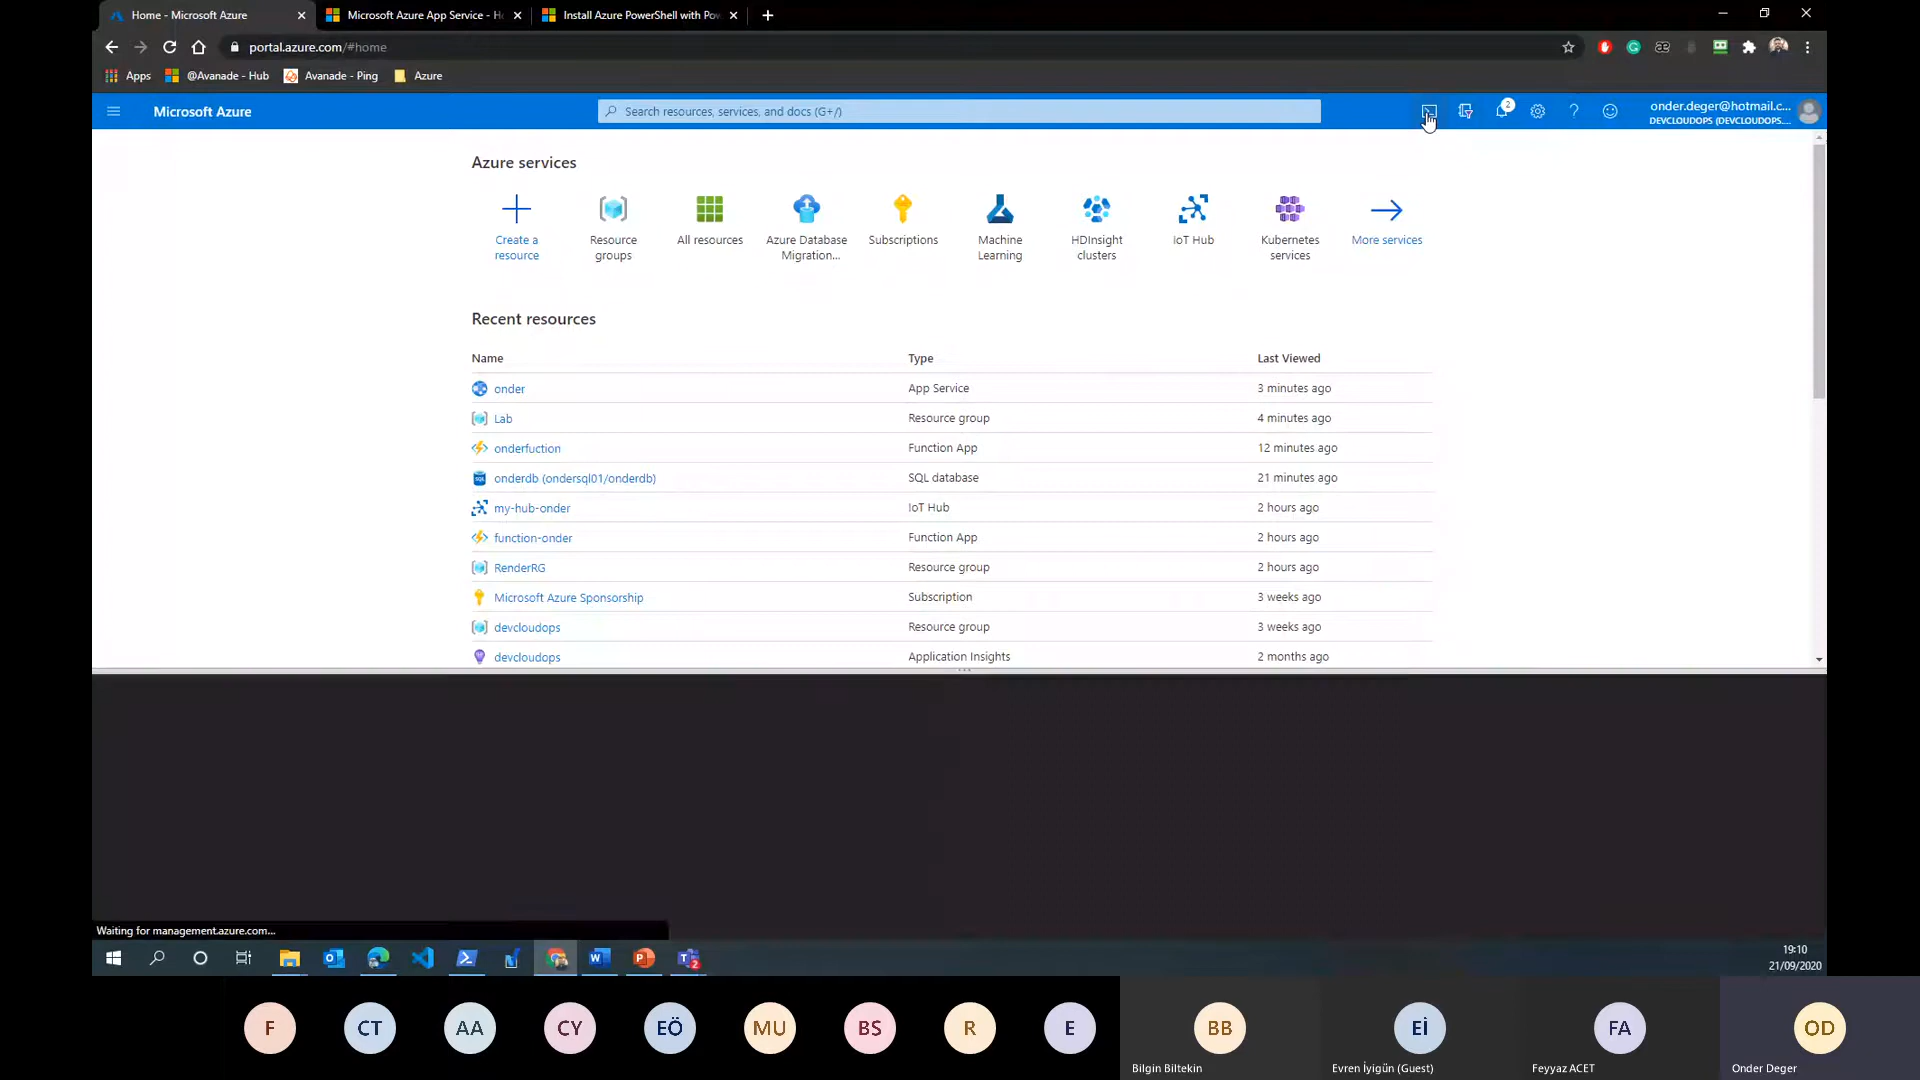 Home - Microsoft Azure
Microsoft Azure App Service - H
Install Azure PowerShell with Pow
portal.azure.com/#home
Apps
@Avanade - Hub
Avanade - Ping
Azure
Microsoft Azure
Search resources, services, and docs (G+/)
2
onder.deger@hotmail.c...
DEVCLOUDOPS (DEVCLOUDOPS....
Azure services
Create a
resource
Resource
groups
All resources
Azure Database
Migration...
Subscriptions
Machine
Learning
HDInsight
clusters
IoT Hub
Kubernetes
services
More services
Recent resources
Name Type Last Viewed
onder App Service 3 minutes ago
Lab Resource group 4 minutes ago
onderfuction Function App 12 minutes ago
onderdb (ondersql01/onderdb) SQL database 21 minutes ago
my-hub-onder IoT Hub 2 hours ago
function-onder Function App 2 hours ago
RenderRG Resource group 2 hours ago
Microsoft Azure Sponsorship Subscription 3 weeks ago
devcloudops Resource group 3 weeks ago
devcloudops Application Insights 2 months ago
Waiting for management.azure.com...
19:10
21/09/2020
F CT AA CY EÖ MU BS R E BB Eİ FA OD
Bilgin Biltekin
Evren İyigün (Guest)
Feyyaz ACET
Onder Deger